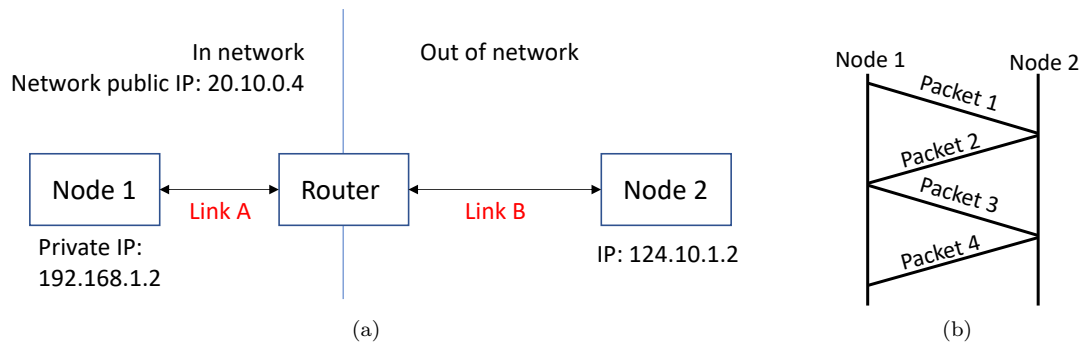 In network
Network public IP: 20.10.0.4
Out of network
Node 1
Router
Node 2
Link A
Link B
Private IP:
192.168.1.2
IP: 124.10.1.2
(a)
Node 1
Node 2
Packet 1
Packet 2
Packet 3
Packet 4
(b)